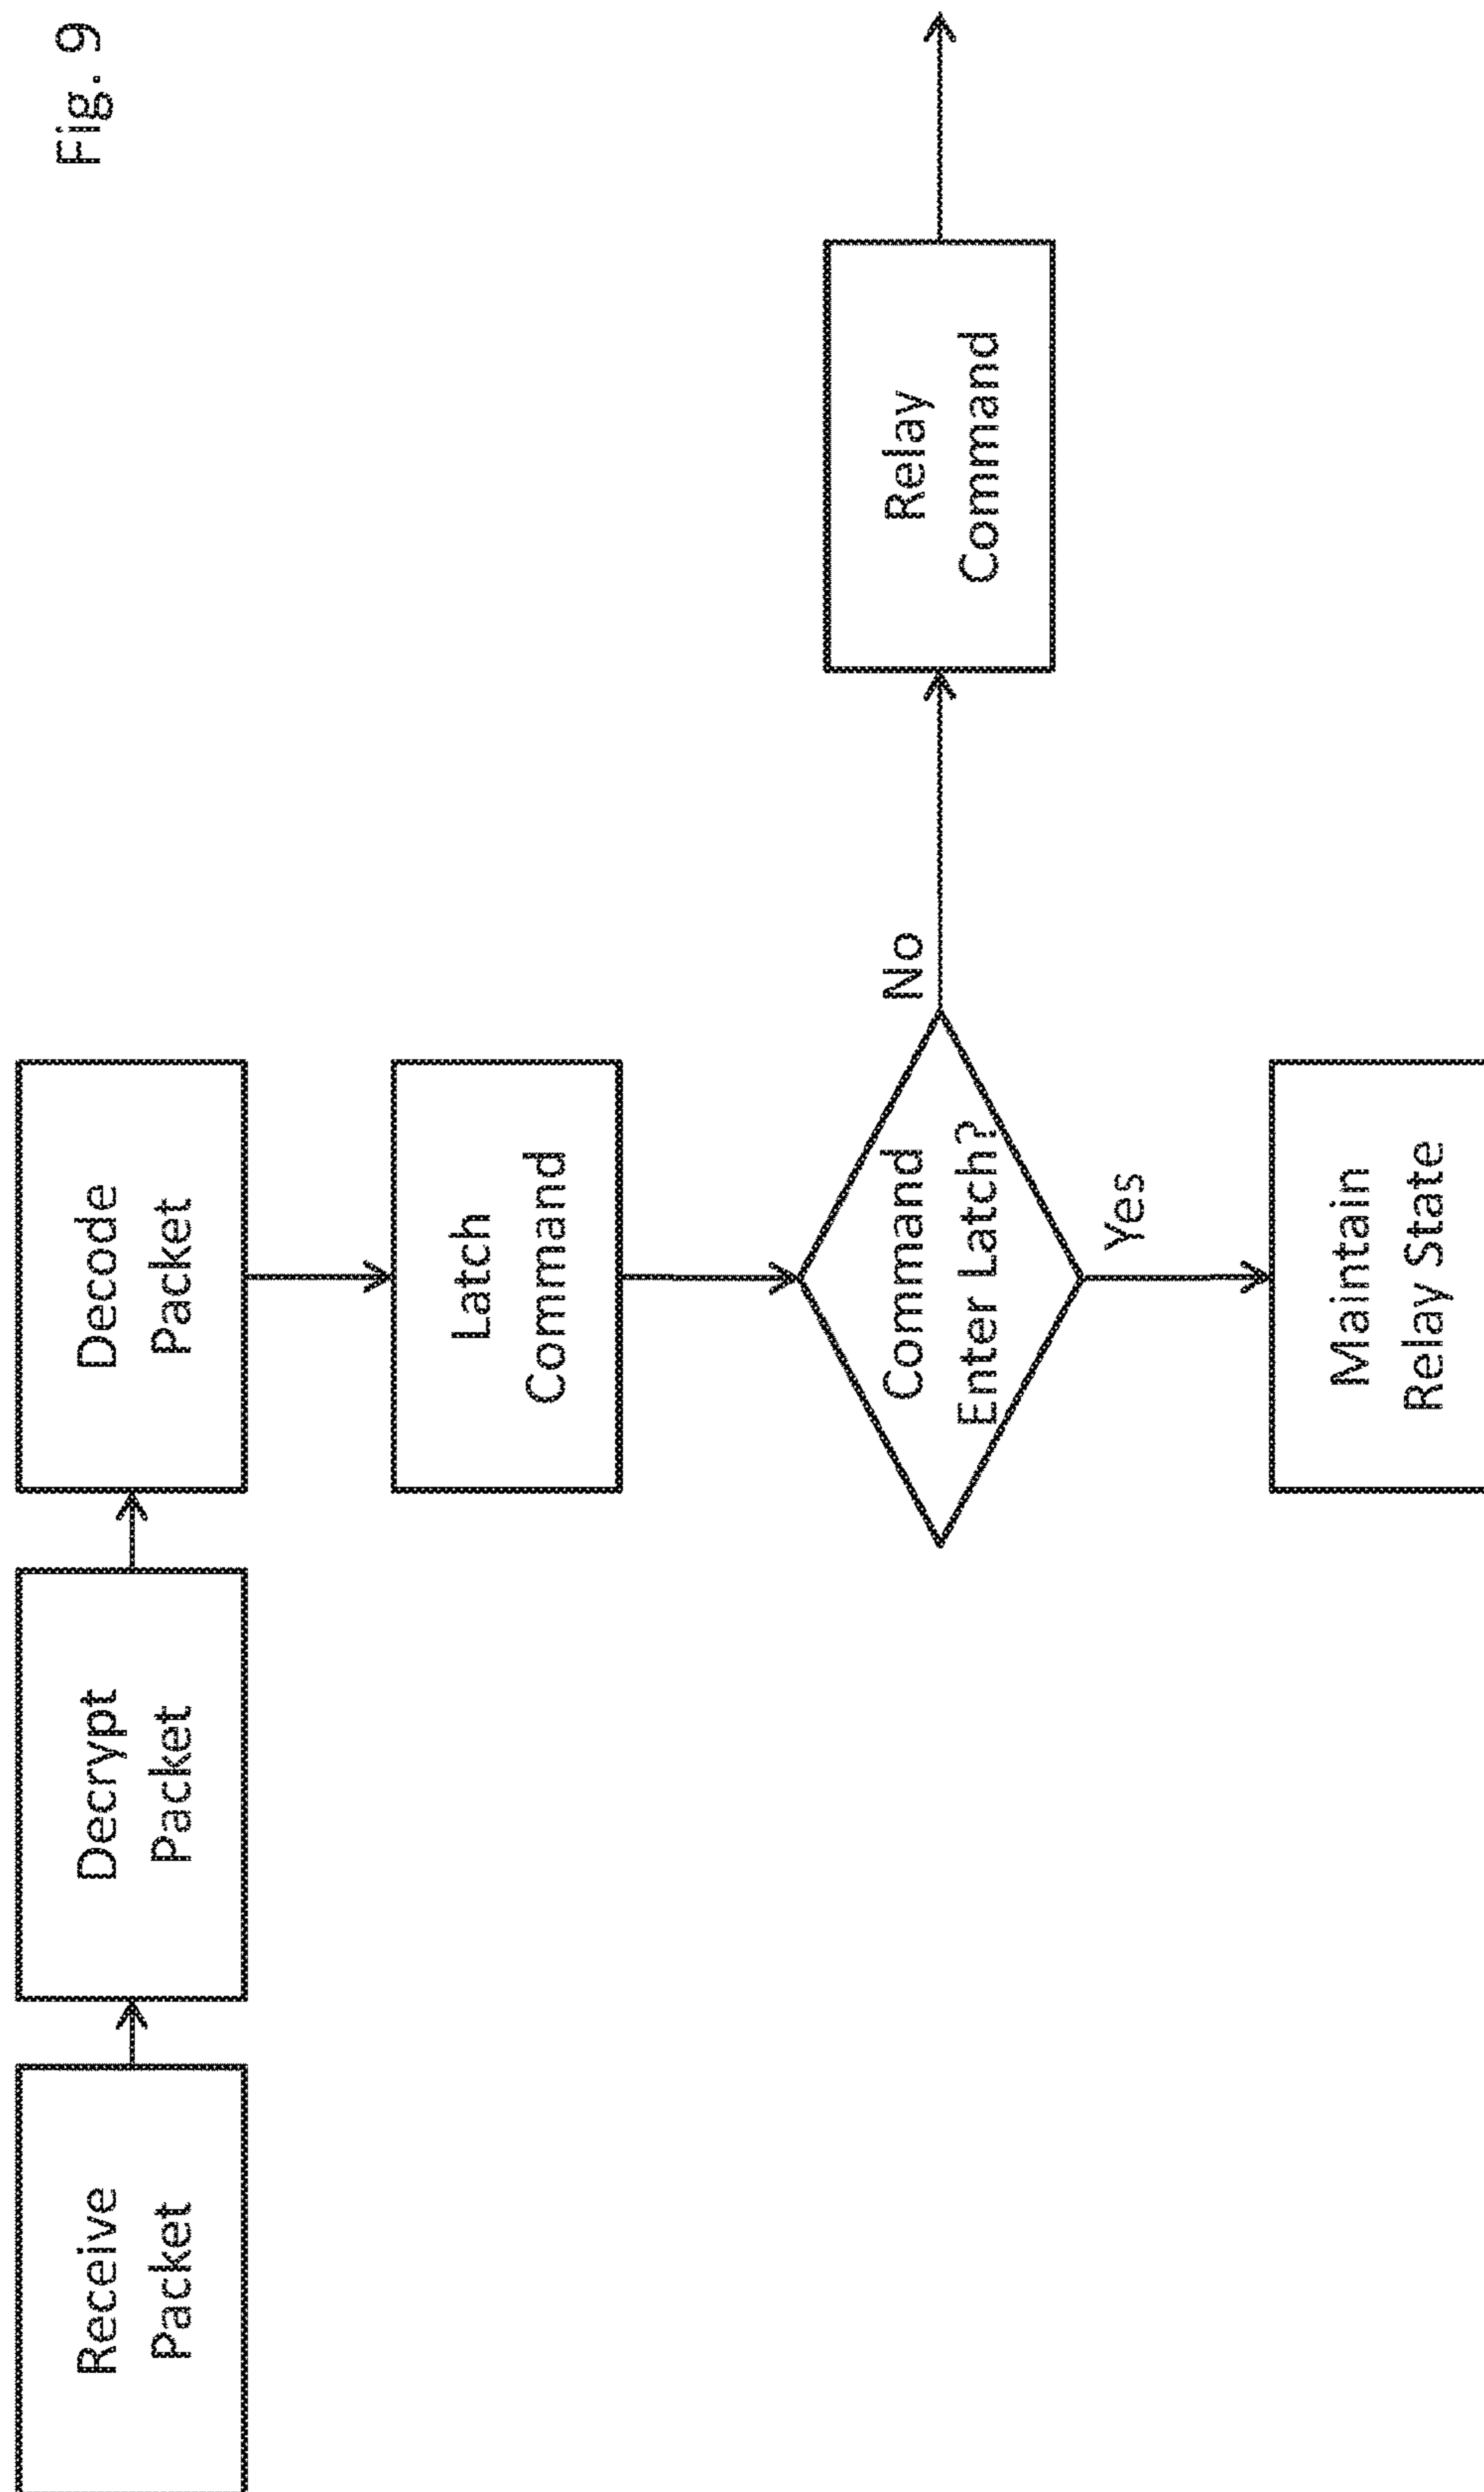 Fig. 9
Receive
Packet
Decrypt
Packet
Decode
Packet
Latch
Command
Command
Enter Latch?
No
Relay
Command
Yes
Maintain
Relay State